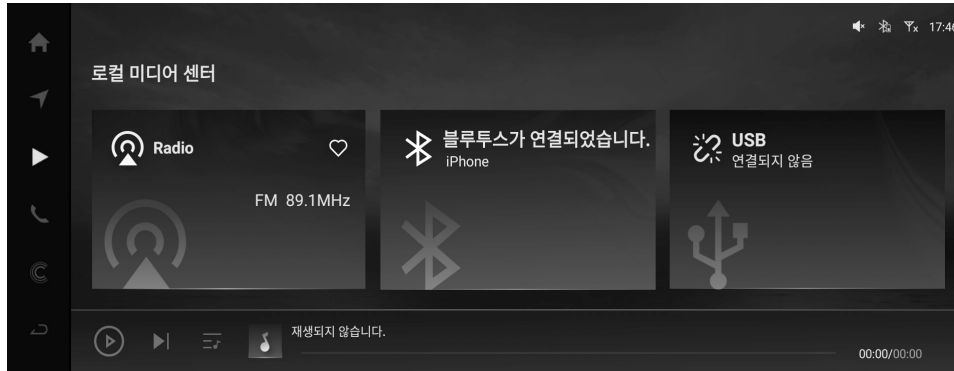 17:46
로컬 미디어 센터
Radio
FM 89.1MHz
블루투스가 연결되었습니다.
iPhone
USB
연결되지 않음
재생되지 않습니다.
00:00/00:00